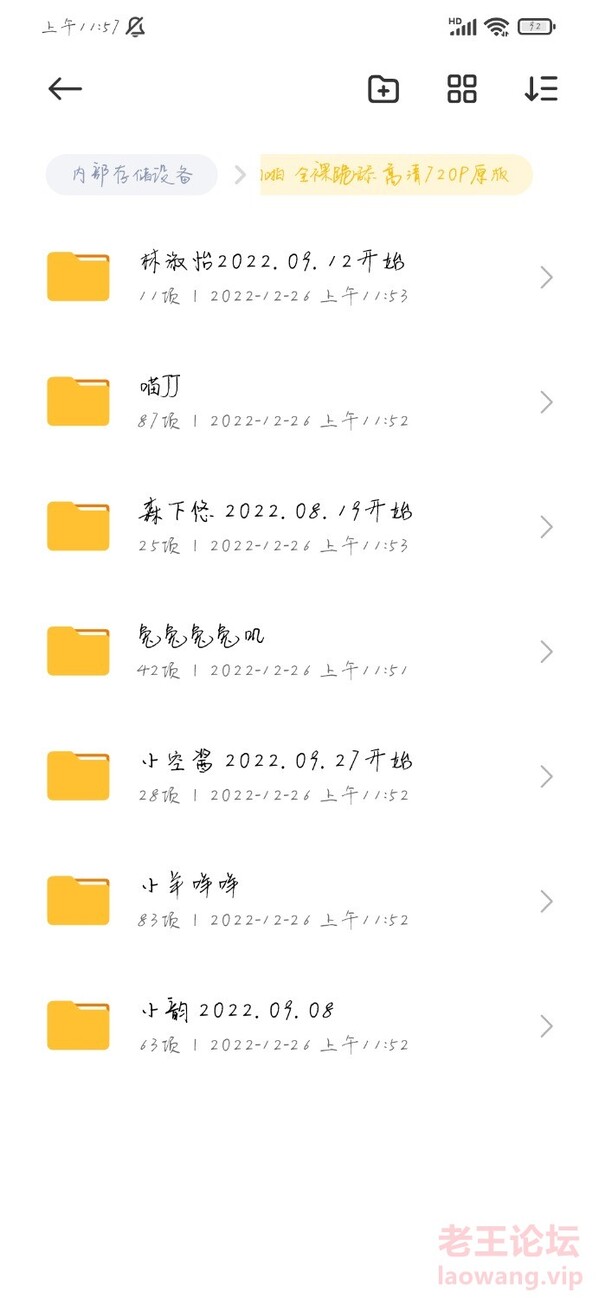 上午11:57
HD
92
内部存储设备
啪 全裸跪舔 高清720P原版
林淑怡2022.09.12开始
11项 | 2022-12-26 上午11:53
喵JJ
87项 | 2022-12-26 上午11:52
森下悠 2022.08.19开始
25项 | 2022-12-26 上午11:53
兔兔兔兔叽
42项 | 2022-12-26 上午11:51
小空酱 2022.09.27开始
28项 | 2022-12-26 上午11:52
小羊咩咩
83项 | 2022-12-26 上午11:52
小韵 2022.09.08
63项 | 2022-12-26 上午11:52
老王论坛
laowang.vip